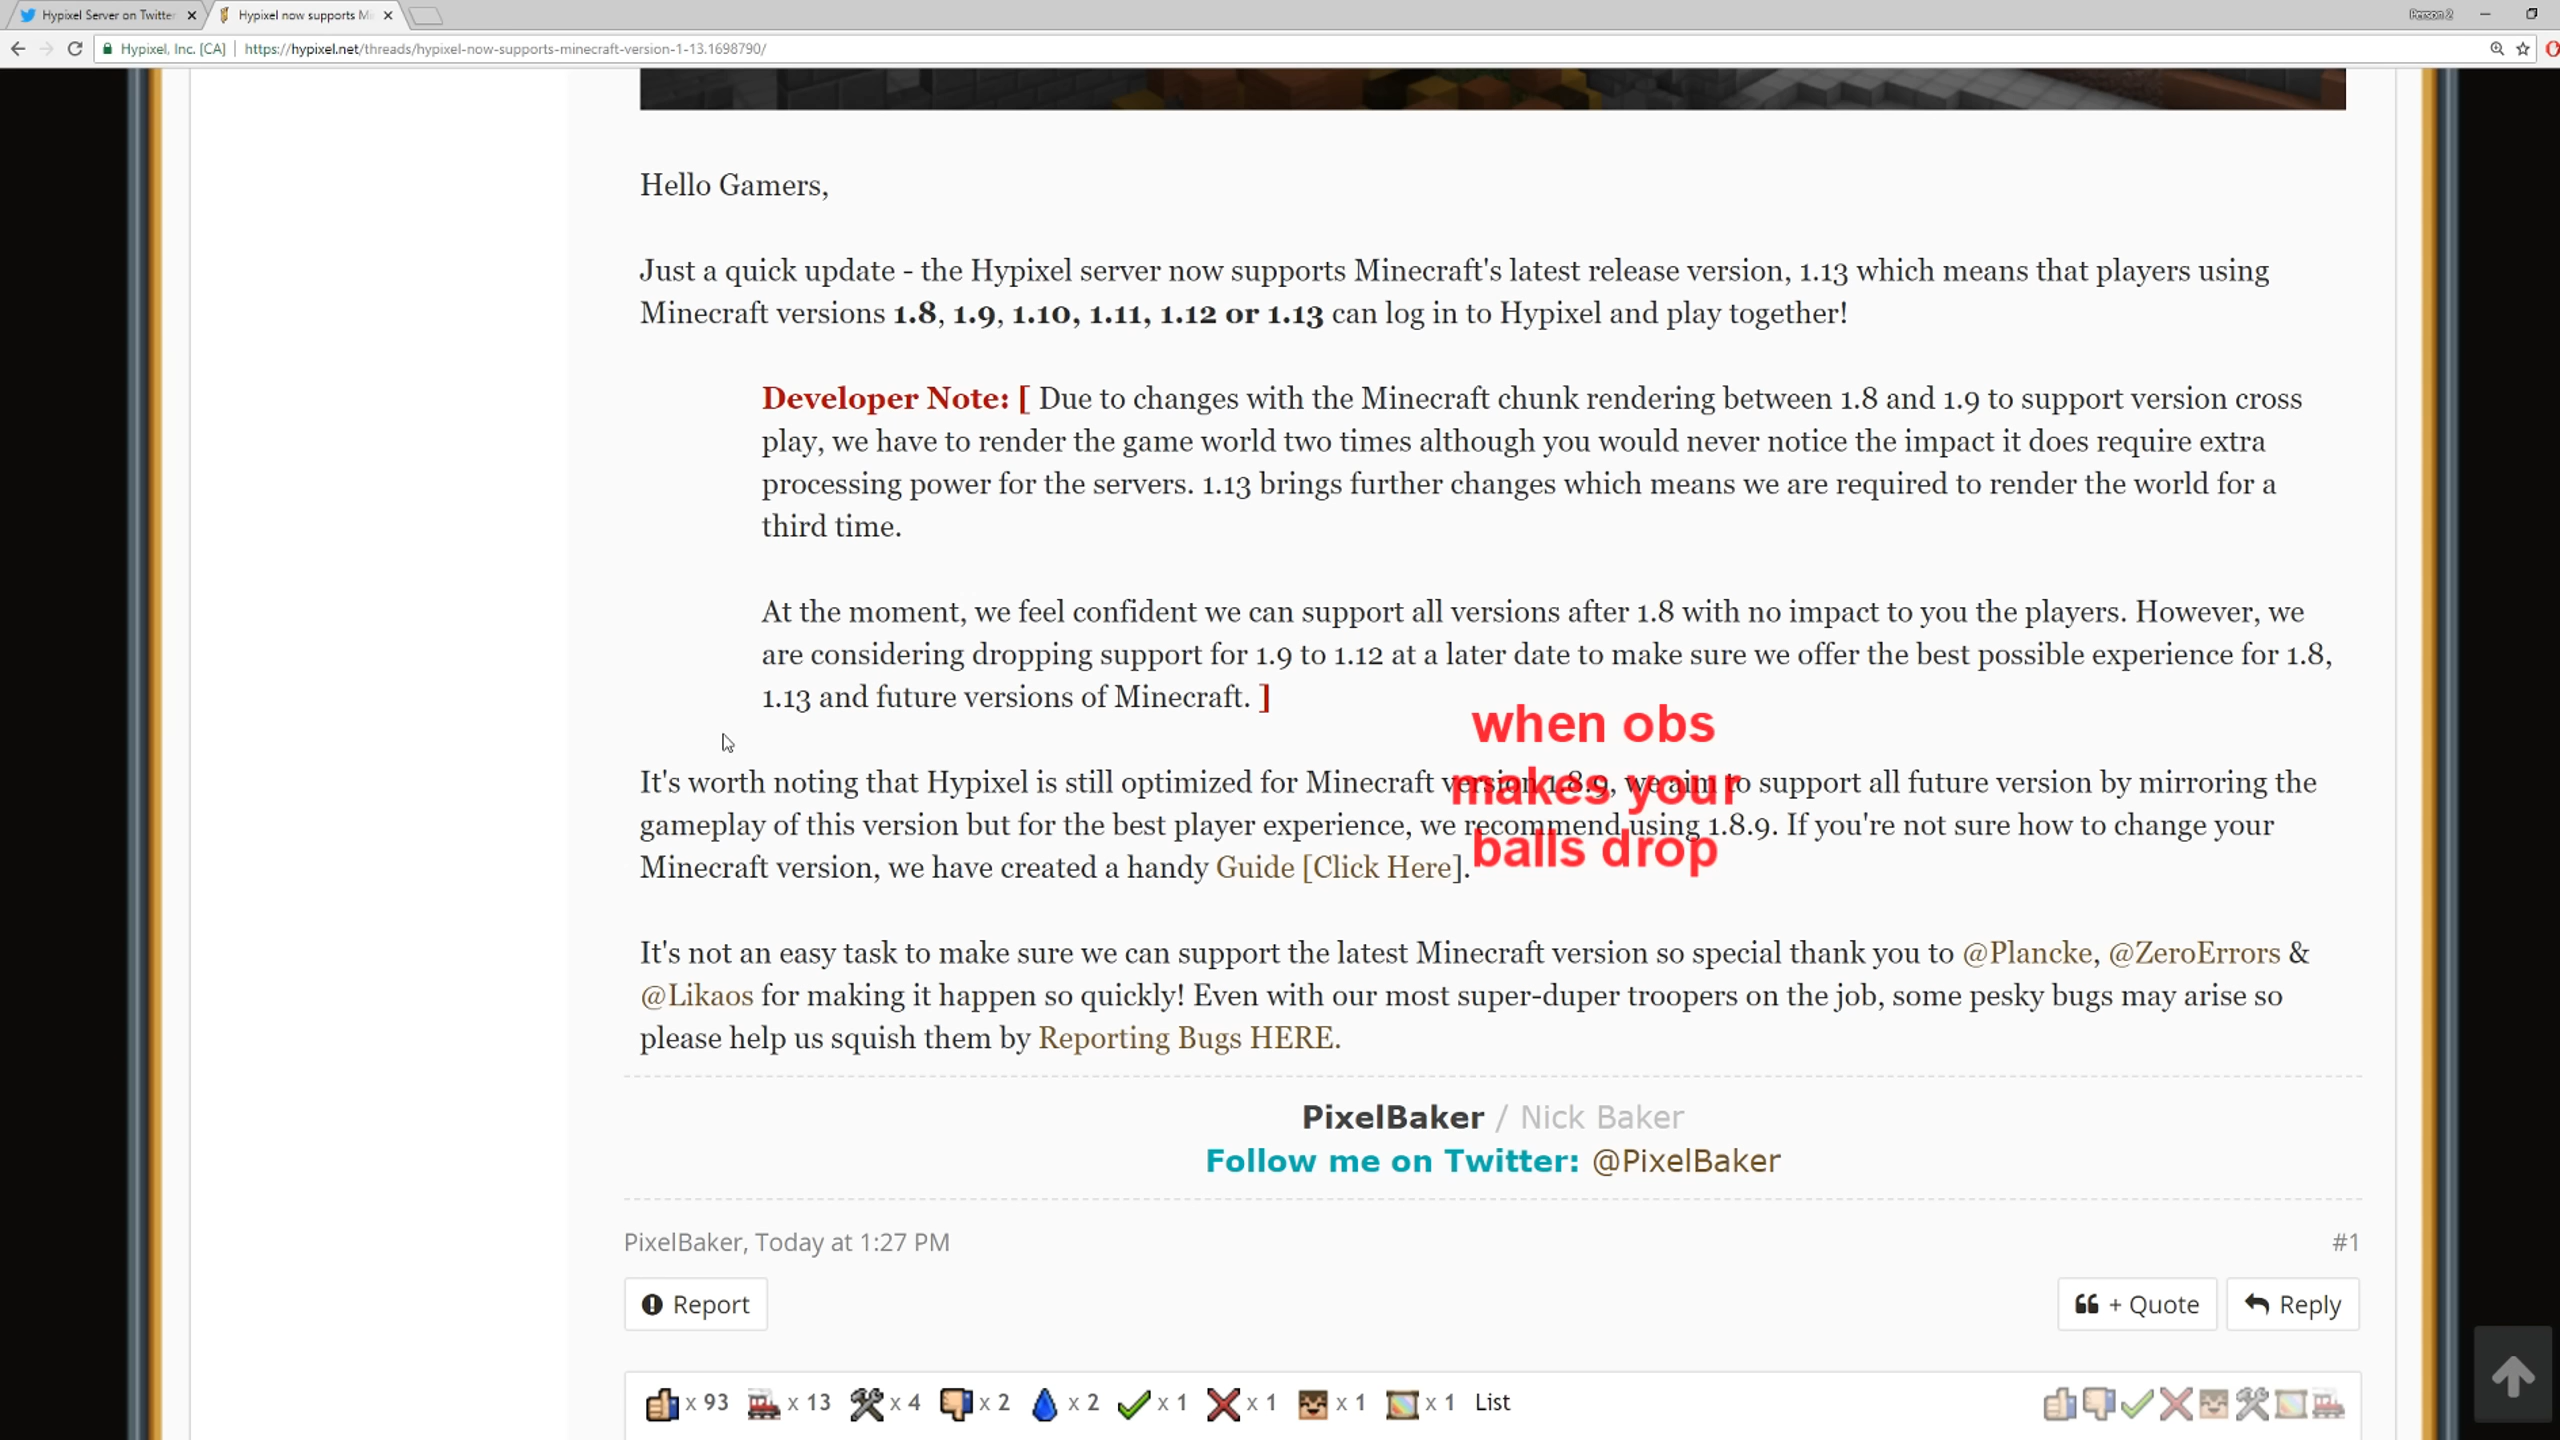 Hypixel Server on Twitter
Hypixel now supports Mi
Person 2
Hypixel, Inc. [CA]
https://hypixel.net/threads/hypixel-now-supports-minecraft-version-1-13.1698790/
Hello Gamers,
Just a quick update - the Hypixel server now supports Minecraft's latest release version, 1.13 which means that players using
Minecraft versions 1.8, 1.9, 1.10, 1.11, 1.12 or 1.13 can log in to Hypixel and play together!
Developer Note: [ Due to changes with the Minecraft chunk rendering between 1.8 and 1.9 to support version cross
play, we have to render the game world two times although you would never notice the impact it does require extra
processing power for the servers. 1.13 brings further changes which means we are required to render the world for a
third time.
At the moment, we feel confident we can support all versions after 1.8 with no impact to you the players. However, we
are considering dropping support for 1.9 to 1.12 at a later date to make sure we offer the best possible experience for 1.8,
1.13 and future versions of Minecraft. ]
when obs
makes your
balls drop
It's worth noting that Hypixel is still optimized for Minecraft version 1.8.9, we aim to support all future version by mirroring the
gameplay of this version but for the best player experience, we recommend using 1.8.9. If you're not sure how to change your
Minecraft version, we have created a handy Guide [Click Here].
It's not an easy task to make sure we can support the latest Minecraft version so special thank you to @Plancke, @ZeroErrors &
@Likaos for making it happen so quickly! Even with our most super-duper troopers on the job, some pesky bugs may arise so
please help us squish them by Reporting Bugs HERE.
PixelBaker / Nick Baker
Follow me on Twitter: @PixelBaker
PixelBaker, Today at 1:27 PM
#1
Report
+ Quote
Reply
x 93 x 13 x 4 x 2 x 2 x 1 x 1 x 1 x 1 List